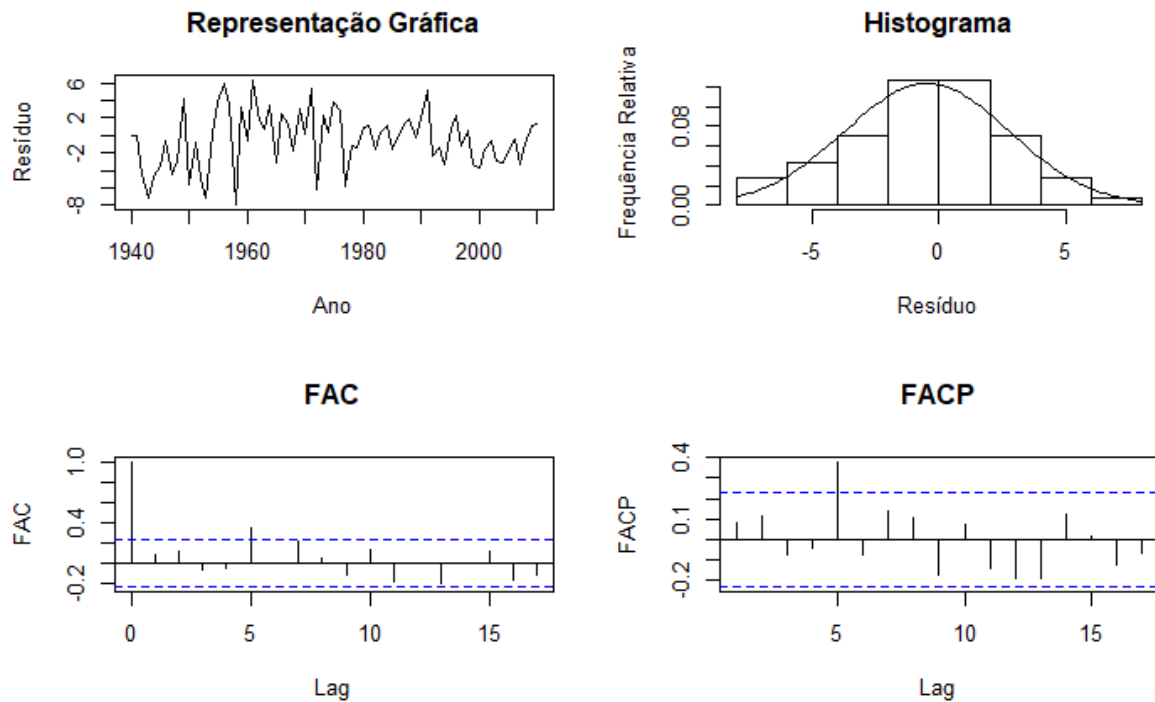 Representação Gráfica
Resíduo
6
2
-2
-8
1940 1960 1980 2000
Ano
Histograma
Frequência Relativa
0.08
0.00
-5 0 5
Resíduo
FAC
FAC
1.0
0.4
-0.2
0 5 10 15
Lag
FACP
FACP
0.4
0.1
-0.2
5 10 15
Lag